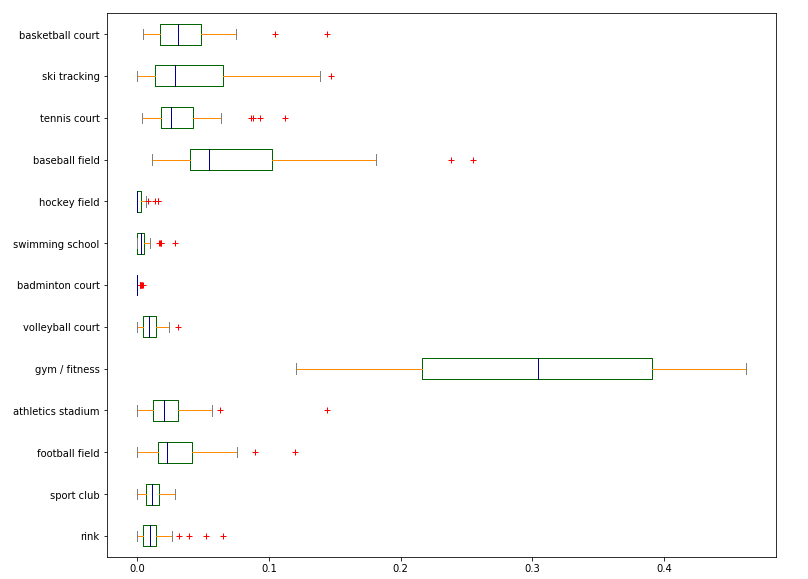 basketball court
ski tracking
tennis court
baseball field
hockey field
swimming school
badminton court
volleyball court
gym / fitness
athletics stadium
football field
sport club
rink
0.0 0.1 0.2 0.3 0.4